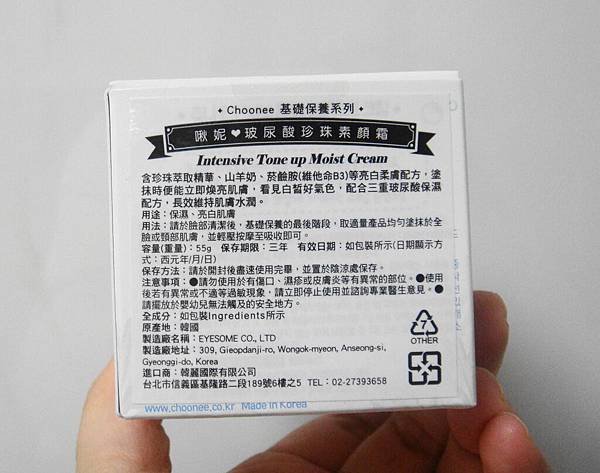 ✦ Choonee 基礎保養系列 ✦
啾妮♥玻尿酸珍珠素顏霜
Intensive Tone up Moist Cream
含珍珠萃取精華、山羊奶、菸鹼胺(維他命B3)等亮白柔膚配方，塗
抹時便能立即煥亮肌膚，看見白皙好氣色，配合三重玻尿酸保濕
配方，長效維持肌膚水潤。
用途：保濕、亮白肌膚
用法：請於臉部清潔後，基礎保養的最後階段，取適量產品均勻塗抹於全
臉或頸部肌膚，並輕壓按摩至吸收即可。
容量(重量)：55g 保存期限：三年 有效日期：如包裝所示(日期顯示方
式：西元年/月/日)
保存方法：請於開封後盡速使用完畢，並置於陰涼處保存。
注意事項：●請勿使用於有傷口、濕疹或皮膚炎等有異常的部位。●使用
後若有異常或不適等過敏現象，請立即停止使用並諮詢專業醫生意見。●
請擺放於嬰幼兒無法觸及的安全地方。
全成分：如包裝Ingredients所示
原產地：韓國
製造廠名稱：EYESOME CO., LTD
製造廠地址：309, Gieopdanji-ro, Wongok-myeon, Anseong-si,
Gyeonggi-do, Korea
進口商：韓麗國際有限公司
台北市信義區基隆路二段189號6樓之5 TEL：02-27393658
7
OTHER
www.choonee.co.kr Made in Korea